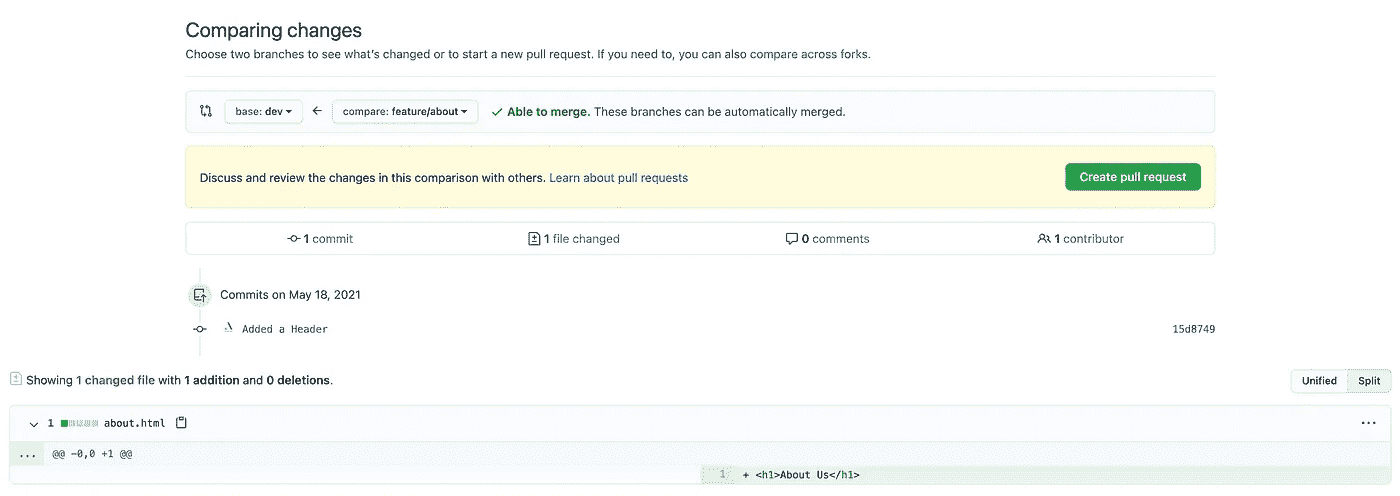 Comparing changes
Choose two branches to see what's changed or to start a new pull request. If you need to, you can also compare across forks.
base: dev compare: feature/about Able to merge. These branches can be automatically merged.
Discuss and review the changes in this comparison with others. Learn about pull requests Create pull request
1 commit 1 file changed 0 comments 1 contributor
Commits on May 18, 2021
Added a Header 15d8749
Showing 1 changed file with 1 addition and 0 deletions. Unified Split
1 about.html ...
... @@ -0,0 +1 @@
1 + <h1>About Us</h1>